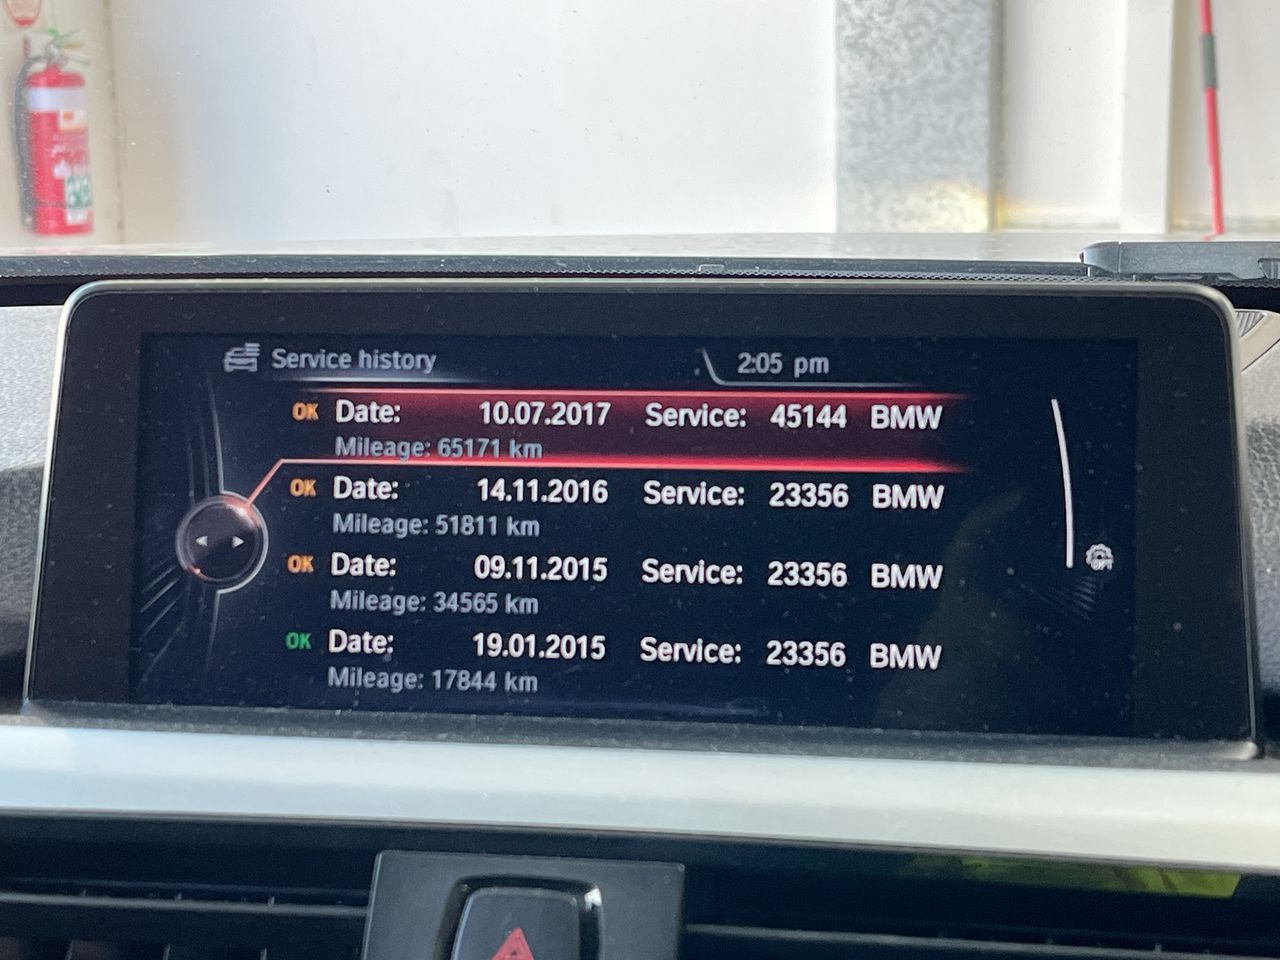 Service history 2:05 pm
OK Date: 10.07.2017 Service: 45144 BMW
Mileage: 65171 km
OK Date: 14.11.2016 Service: 23356 BMW
Mileage: 51811 km
OK Date: 09.11.2015 Service: 23356 BMW
Mileage: 34565 km
OK Date: 19.01.2015 Service: 23356 BMW
Mileage: 17844 km